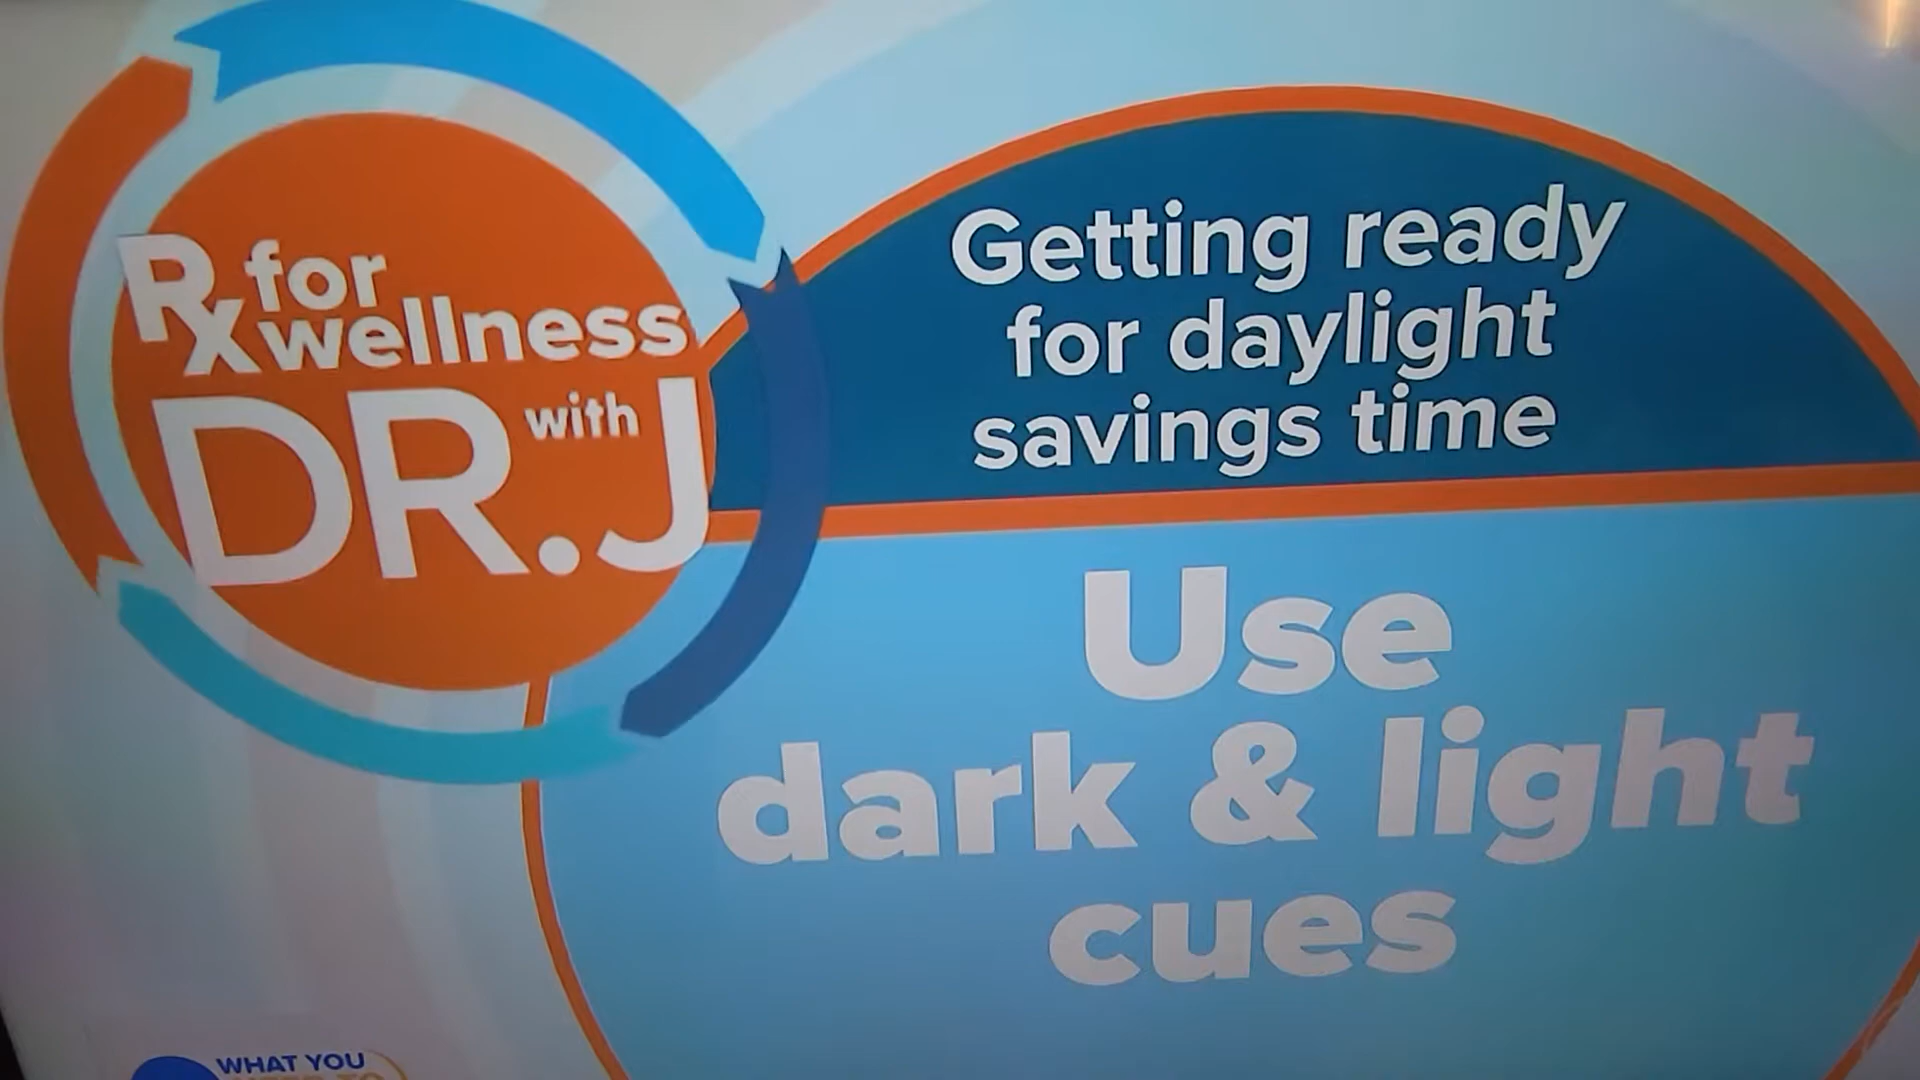 Rx for
wellness
with
DR. J
Getting ready
for daylight
savings time
Use
dark & light
cues
WHAT YOU